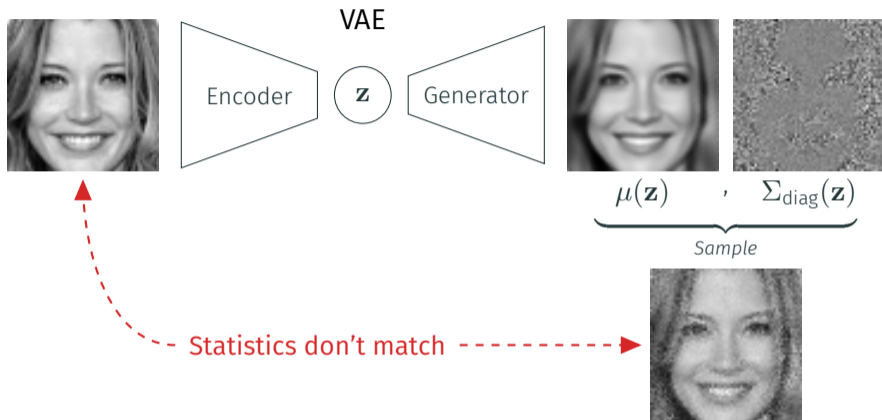 VAE
Encoder
z
Generator
μ(z) , Σdiag(z)
Sample
Statistics don't match